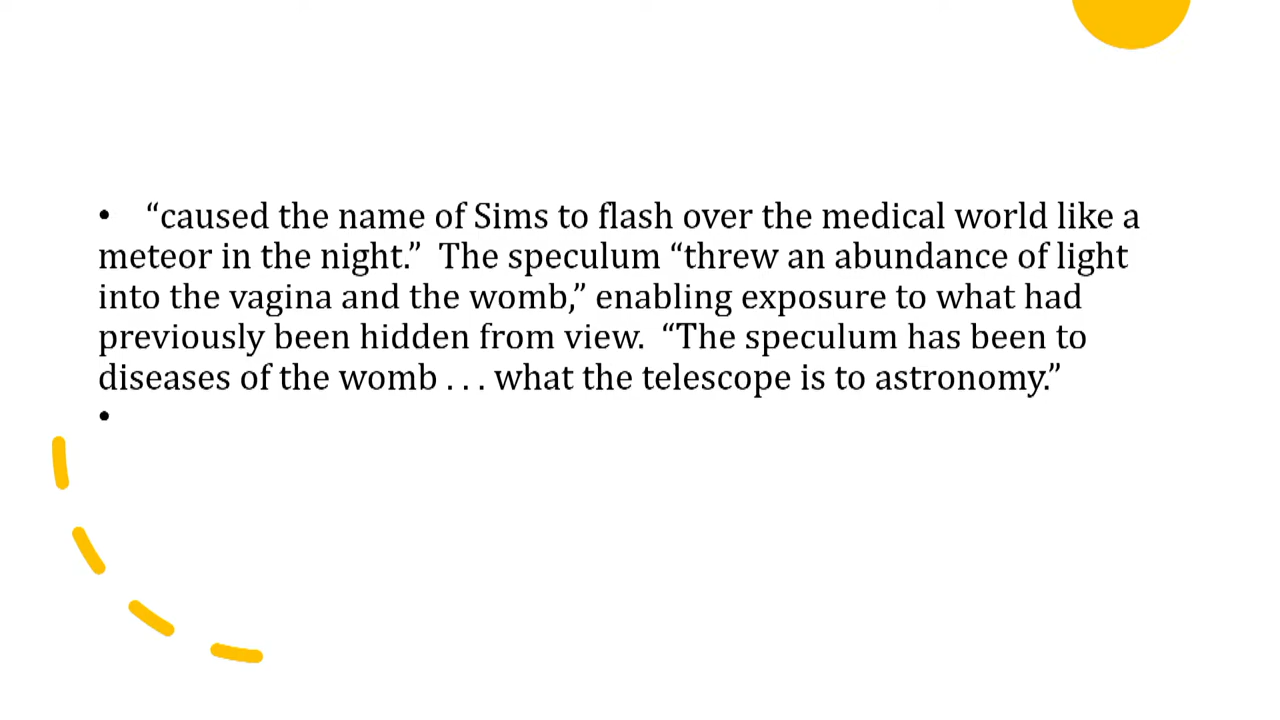 • “caused the name of Sims to flash over the medical world like a
meteor in the night.”  The speculum “threw an abundance of light
into the vagina and the womb,” enabling exposure to what had
previously been hidden from view.  “The speculum has been to
diseases of the womb . . . what the telescope is to astronomy.”
•